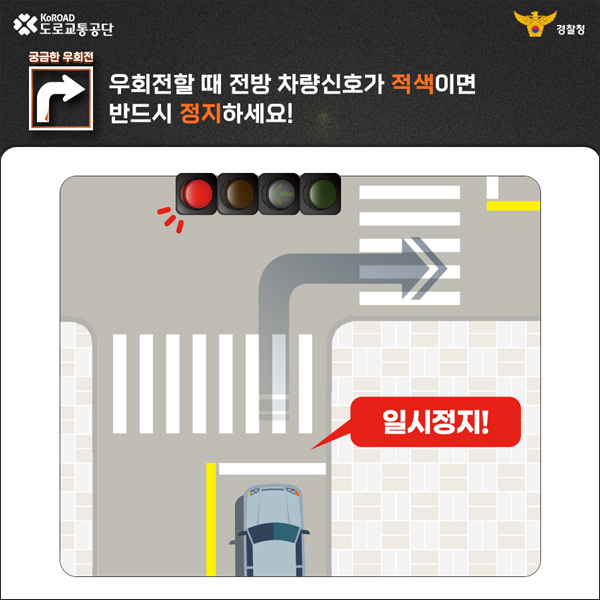 KoROAD
도로교통공단
경찰청
궁금한 우회전
우회전할 때 전방 차량신호가 적색이면
반드시 정지하세요!
일시정지!